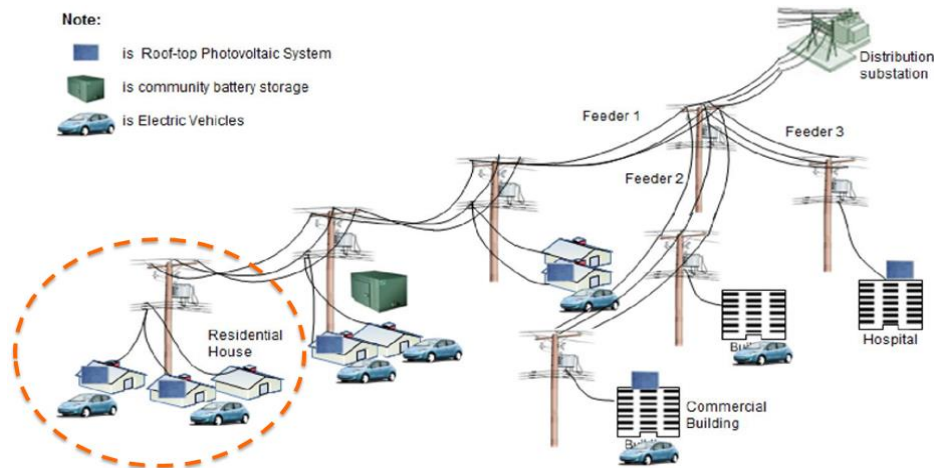 Note:
is Roof-top Photovoltaic System
is community battery storage
is Electric Vehicles
Distribution
substation
Feeder 1
Feeder 3
Feeder 2
Residential
House
Hospital
Commercial
Building